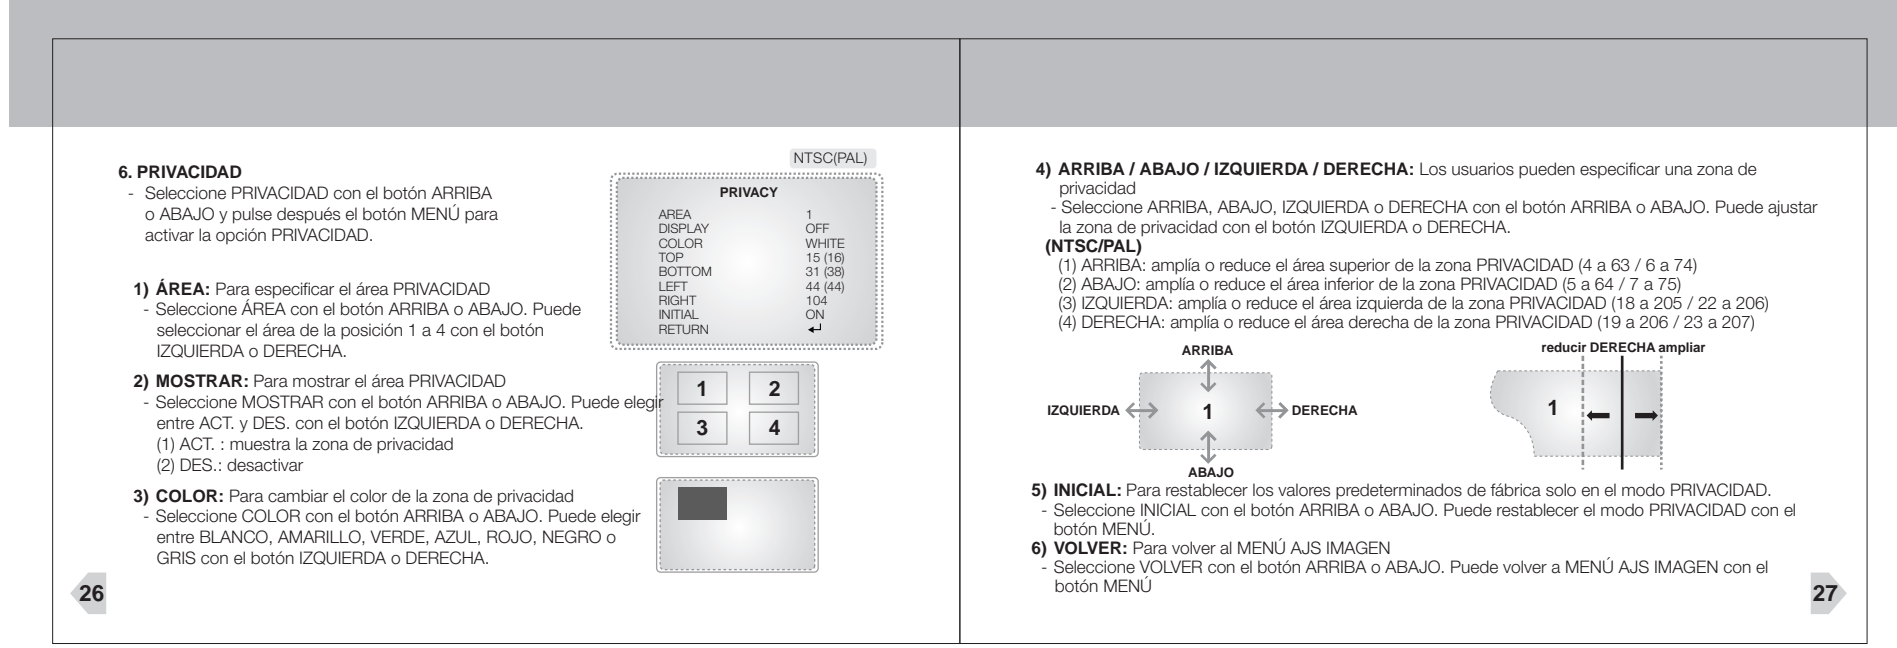 6. PRIVACIDAD
- Seleccione PRIVACIDAD con el botón ARRIBA
o ABAJO y pulse después el botón MENÚ para
activar la opción PRIVACIDAD.
1) ÁREA: Para especificar el área PRIVACIDAD
- Seleccione ÁREA con el botón ARRIBA o ABAJO. Puede
seleccionar el área de la posición 1 a 4 con el botón
IZQUIERDA o DERECHA.
2) MOSTRAR: Para mostrar el área PRIVACIDAD
- Seleccione MOSTRAR con el botón ARRIBA o ABAJO. Puede elegir
entre ACT. y DES. con el botón IZQUIERDA o DERECHA.
(1) ACT. : muestra la zona de privacidad
(2) DES.: desactivar
3) COLOR: Para cambiar el color de la zona de privacidad
- Seleccione COLOR con el botón ARRIBA o ABAJO. Puede elegir
entre BLANCO, AMARILLO, VERDE, AZUL, ROJO, NEGRO o
GRIS con el botón IZQUIERDA o DERECHA.
NTSC(PAL)
PRIVACY
AREA 1
DISPLAY OFF
COLOR WHITE
TOP 15 (16)
BOTTOM 31 (38)
LEFT 44 (44)
RIGHT 104
INITIAL ON
RETURN ↵
1 2
3 4
26
4) ARRIBA / ABAJO / IZQUIERDA / DERECHA: Los usuarios pueden especificar una zona de
privacidad
- Seleccione ARRIBA, ABAJO, IZQUIERDA o DERECHA con el botón ARRIBA o ABAJO. Puede ajustar
la zona de privacidad con el botón IZQUIERDA o DERECHA.
(NTSC/PAL)
(1) ARRIBA: amplía o reduce el área superior de la zona PRIVACIDAD (4 a 63 / 6 a 74)
(2) ABAJO: amplía o reduce el área inferior de la zona PRIVACIDAD (5 a 64 / 7 a 75)
(3) IZQUIERDA: amplía o reduce el área izquierda de la zona PRIVACIDAD (18 a 205 / 22 a 206)
(4) DERECHA: amplía o reduce el área derecha de la zona PRIVACIDAD (19 a 206 / 23 a 207)
ARRIBA
IZQUIERDA 1 DERECHA
ABAJO
reducir DERECHA ampliar
1
5) INICIAL: Para restablecer los valores predeterminados de fábrica solo en el modo PRIVACIDAD.
- Seleccione INICIAL con el botón ARRIBA o ABAJO. Puede restablecer el modo PRIVACIDAD con el
botón MENÚ.
6) VOLVER: Para volver al MENÚ AJS IMAGEN
- Seleccione VOLVER con el botón ARRIBA o ABAJO. Puede volver a MENÚ AJS IMAGEN con el
botón MENÚ
27